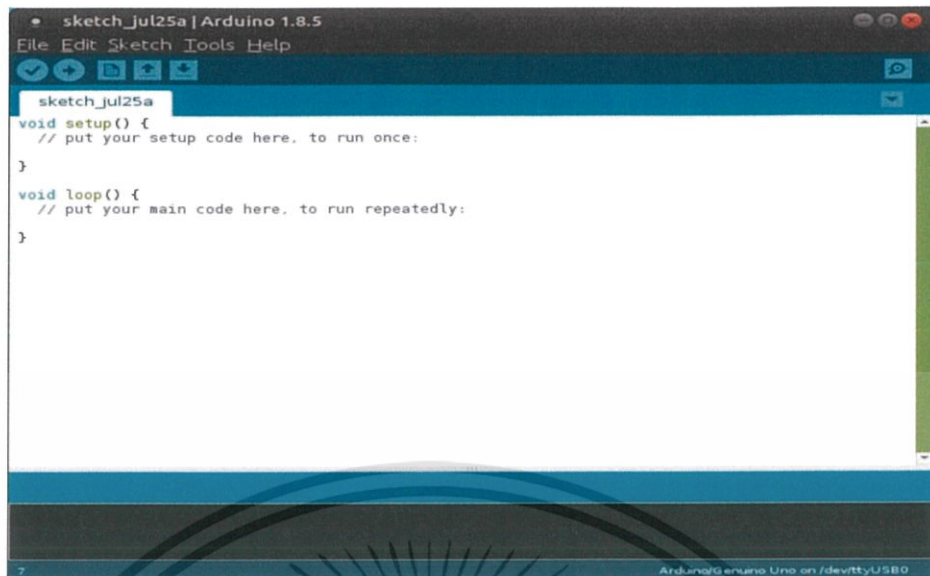 sketch_jul25a | Arduino 1.8.5
File Edit Sketch Tools Help
sketch_jul25a
void setup() {
// put your setup code here, to run once:
}
void loop() {
// put your main code here, to run repeatedly:
}
7 Arduino/Genuino Uno on /dev/ttyUSB0